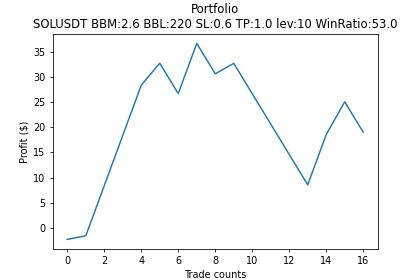 Portfolio
SOLUSDT BBM:2.6 BBL:220 SL:0.6 TP:1.0 lev:10 WinRatio:53.0
35
30
25
20
15
10
5
0
Profit ($)
0 2 4 6 8 10 12 14 16
Trade counts